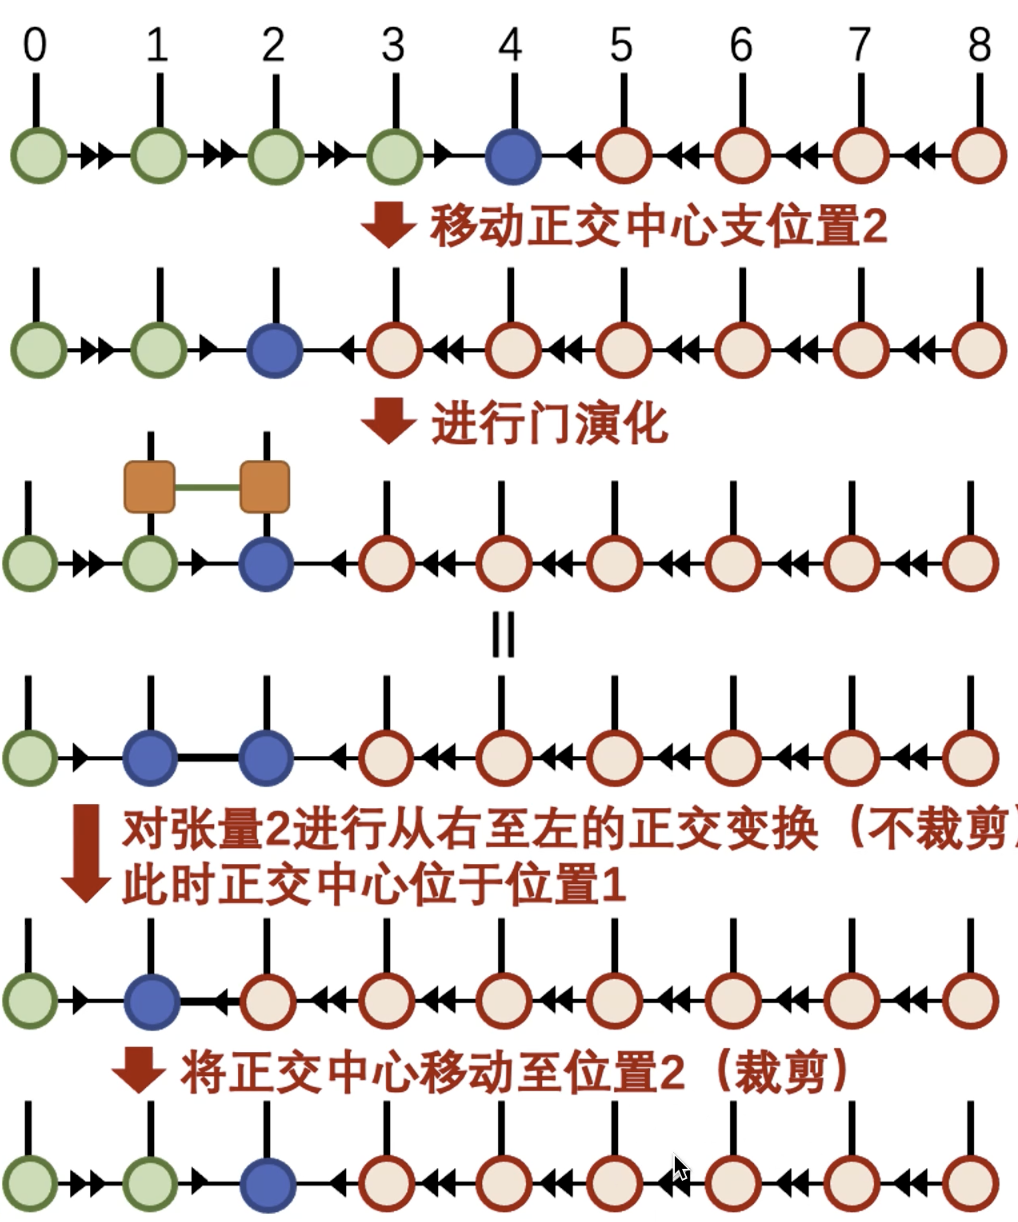 0 1 2 3 4 5 6 7 8
移动正交中心支位置2
进行门演化
对张量2进行从右至左的正交变换（不裁剪）
此时正交中心位于位置1
将正交中心移动至位置2（裁剪）